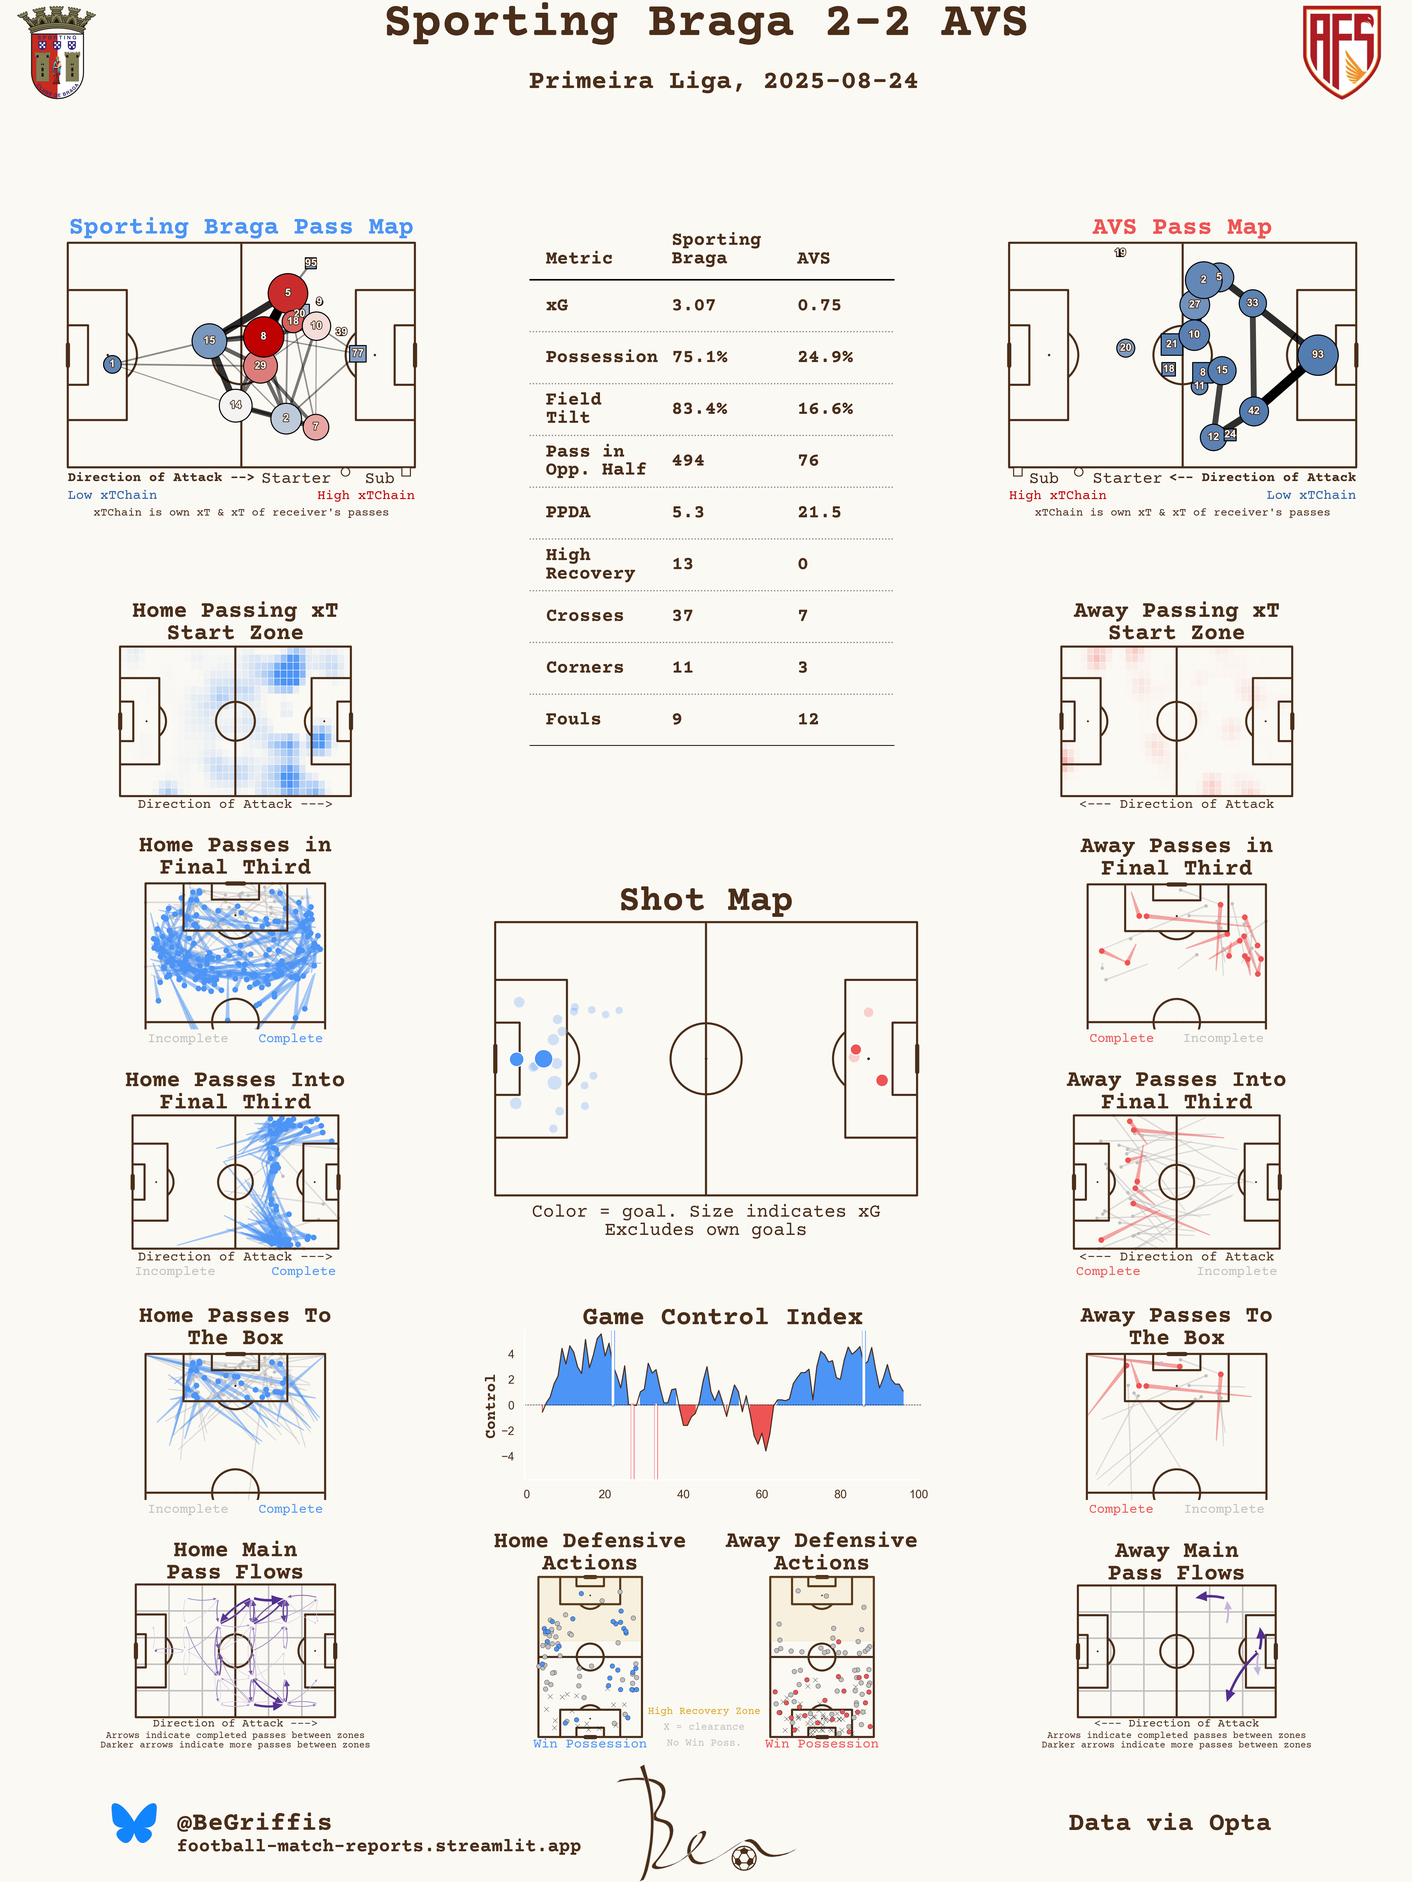 Sporting Braga 2-2 AVS
Primeira Liga, 2025-08-24
SPORTING
DE BRAGA
AFS
Sporting Braga Pass Map
95
5
9
20
18
10
39
8
15
77
1
29
14
2
7
Direction of Attack --> Starter Sub
Low xTChain High xTChain
xTChain is own xT & xT of receiver's passes
Metric Sporting Braga AVS
xG 3.07 0.75
Possession 75.1% 24.9%
Field Tilt 83.4% 16.6%
Pass in Opp. Half 494 76
PPDA 5.3 21.5
High Recovery 13 0
Crosses 37 7
Corners 11 3
Fouls 9 12
AVS Pass Map
19
2
5
27
33
10
21
20
93
18
8
15
11
42
12
24
Sub Starter <-- Direction of Attack
High xTChain Low xTChain
xTChain is own xT & xT of receiver's passes
Home Passing xT
Start Zone
Direction of Attack --->
Away Passing xT
Start Zone
<--- Direction of Attack
Home Passes in
Final Third
Incomplete Complete
Away Passes in
Final Third
Complete Incomplete
Shot Map
Color = goal. Size indicates xG
Excludes own goals
Home Passes Into
Final Third
Direction of Attack --->
Incomplete Complete
Away Passes Into
Final Third
<--- Direction of Attack
Complete Incomplete
Home Passes To
The Box
Incomplete Complete
Game Control Index
Control
4
2
0
−2
−4
0 20 40 60 80 100
Away Passes To
The Box
Complete Incomplete
Home Main
Pass Flows
Direction of Attack --->
Arrows indicate completed passes between zones
Darker arrows indicate more passes between zones
Home Defensive
Actions
Win Possession
High Recovery Zone
X = clearance
No Win Poss.
Away Defensive
Actions
Win Possession
Away Main
Pass Flows
<--- Direction of Attack
Arrows indicate completed passes between zones
Darker arrows indicate more passes between zones
@BeGriffis
football-match-reports.streamlit.app
Ben
Data via Opta